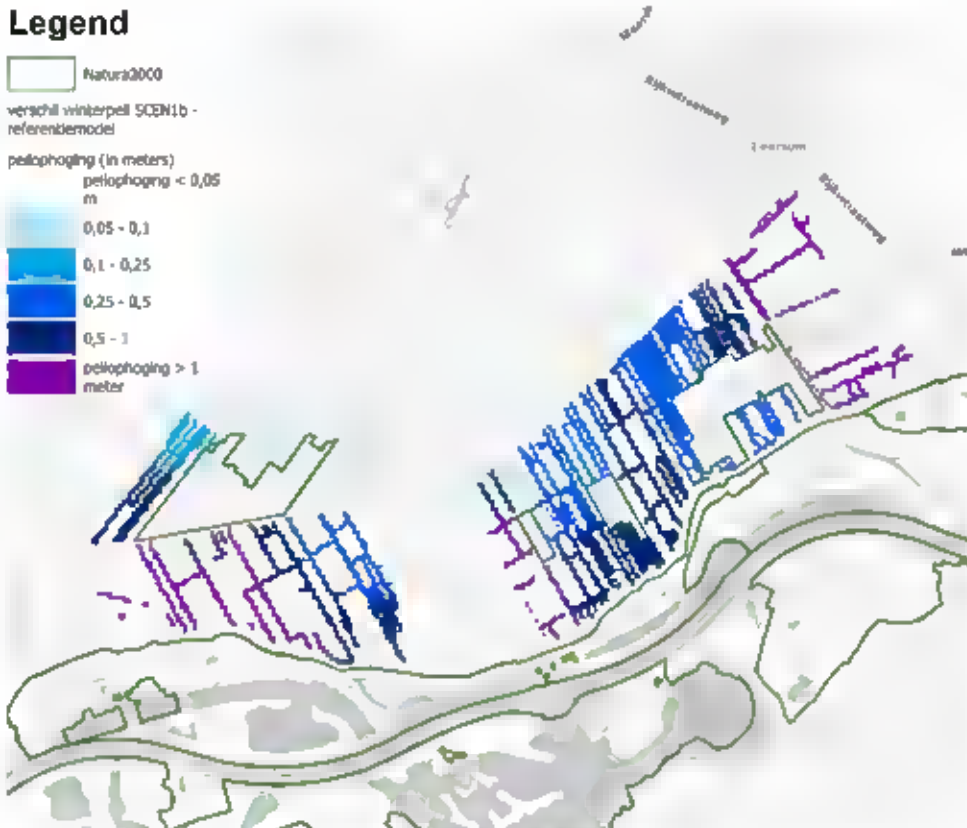 Legend
Natura2000
verschil winterpeil SCEN1b -
referentiemodel
peilophoging (in meters)
peilophoging < 0,05
m
0,05 - 0,1
0,1 - 0,25
0,25 - 0,5
0,5 - 1
peilophoging > 1
meter
Rijksstraatweg
Leersum
Rijksstraatweg